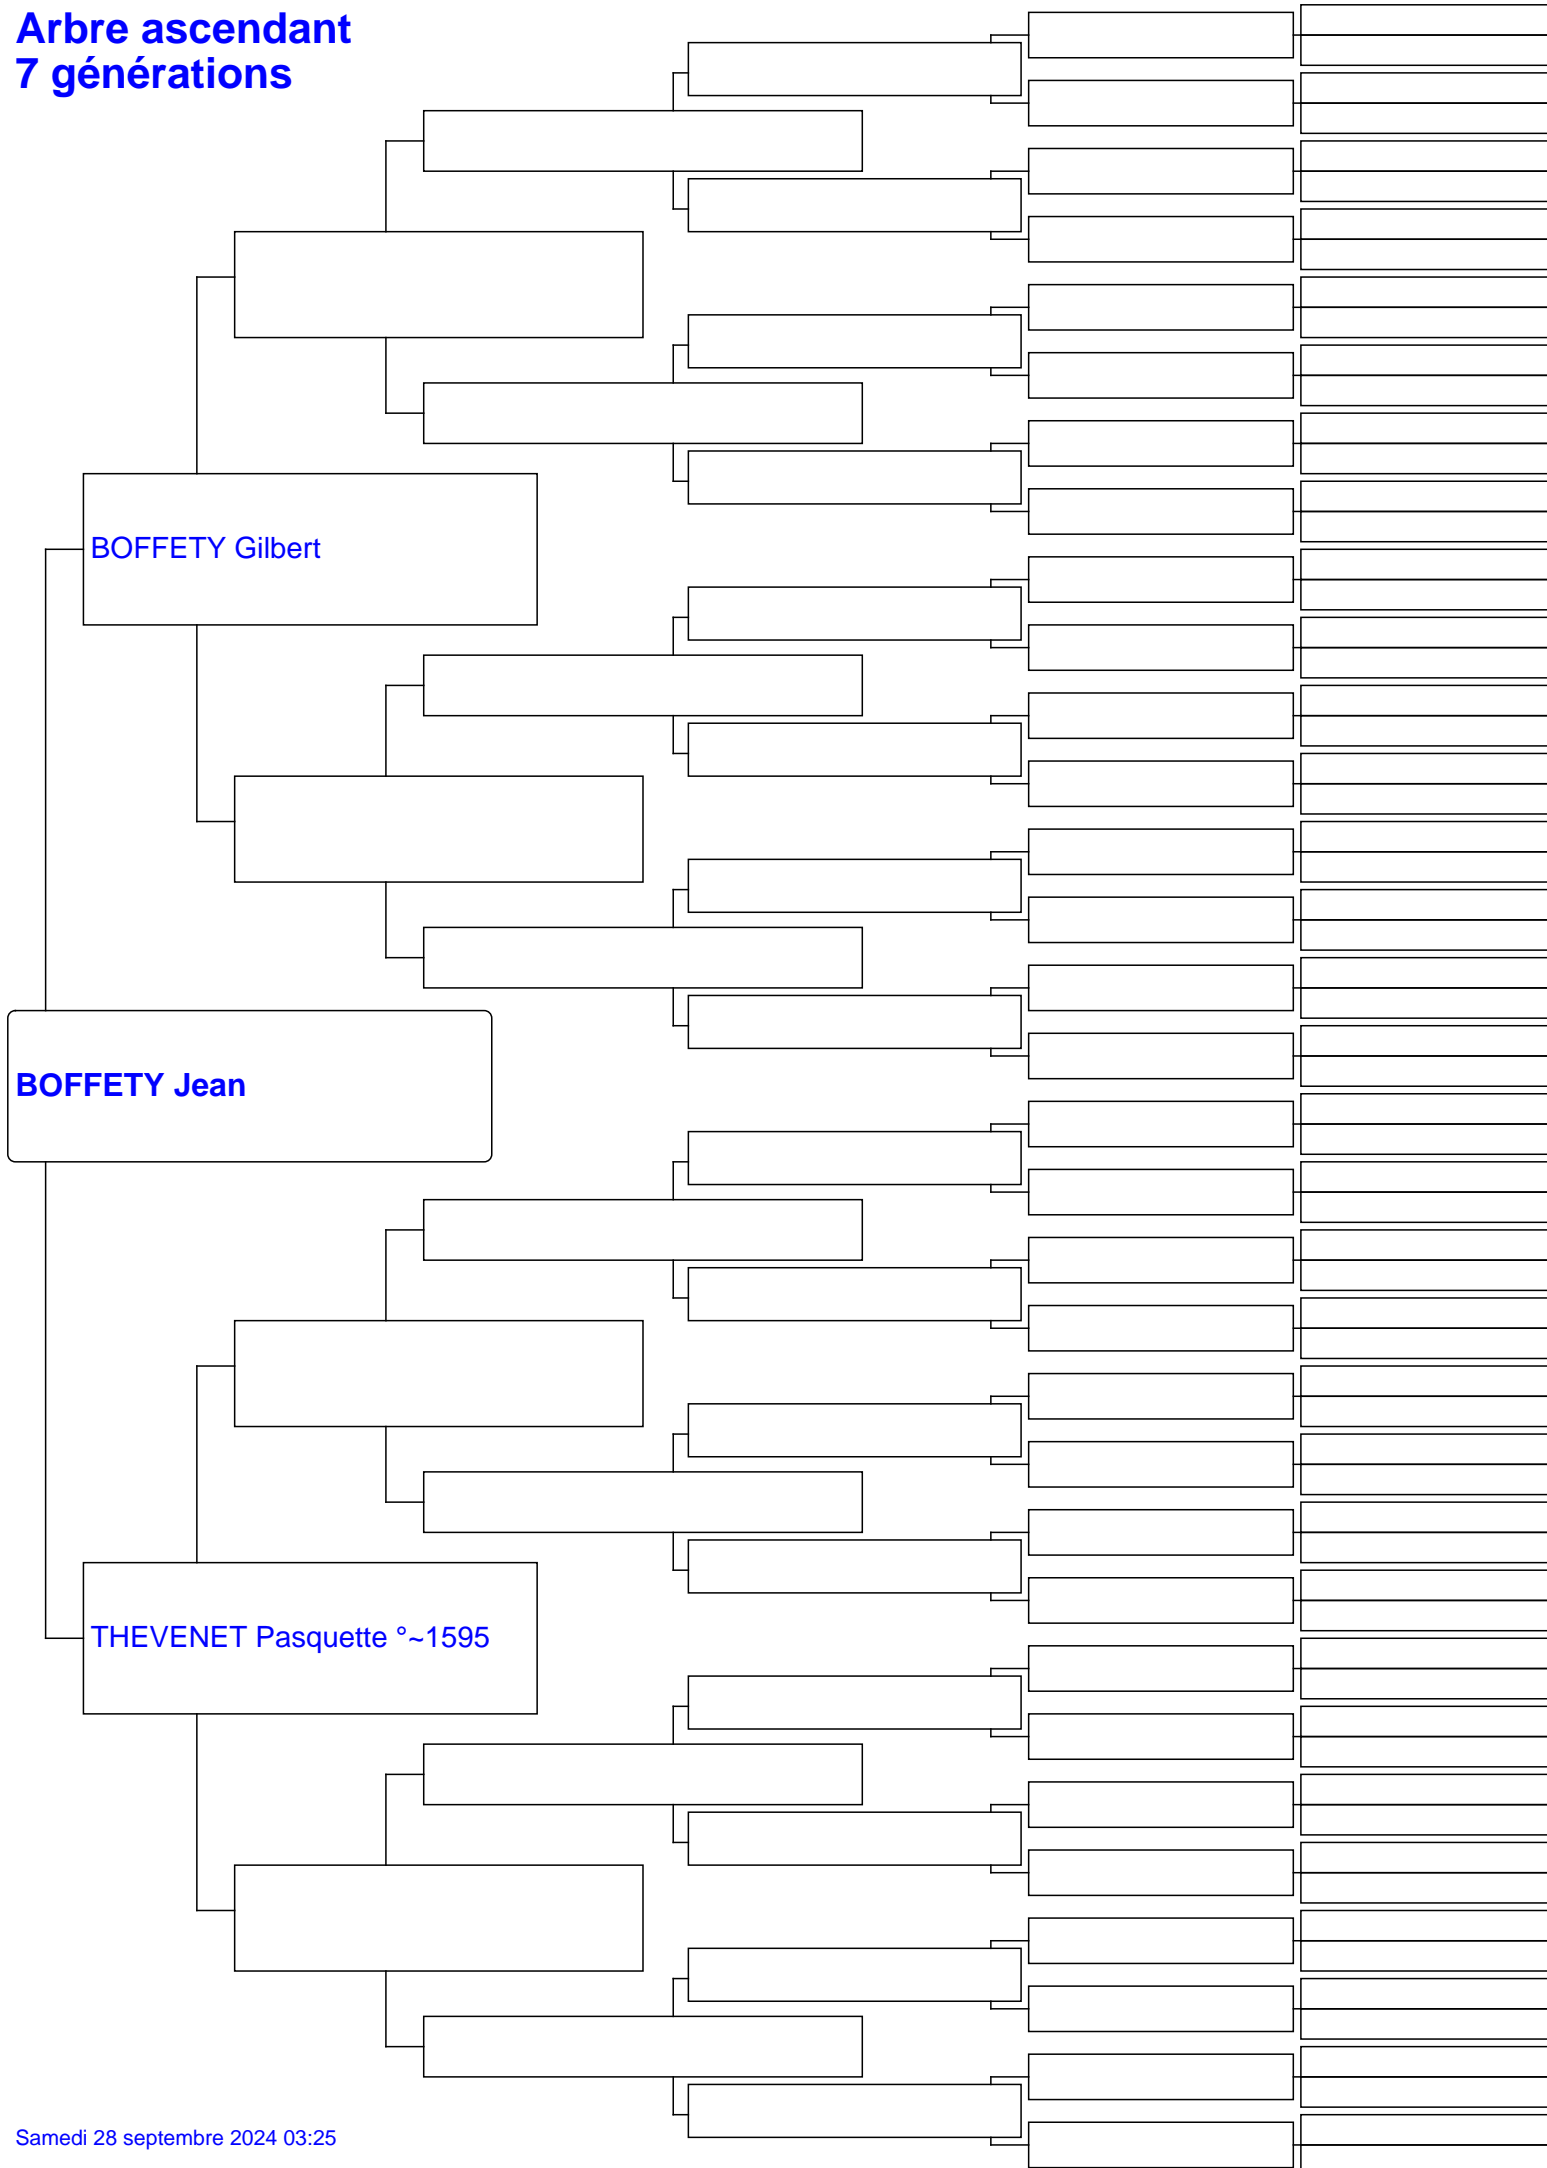 Arbre ascendant
7 générations
BOFFETY Gilbert
BOFFETY Jean
THEVENET Pasquette °~1595
Samedi 28 septembre 2024 03:25